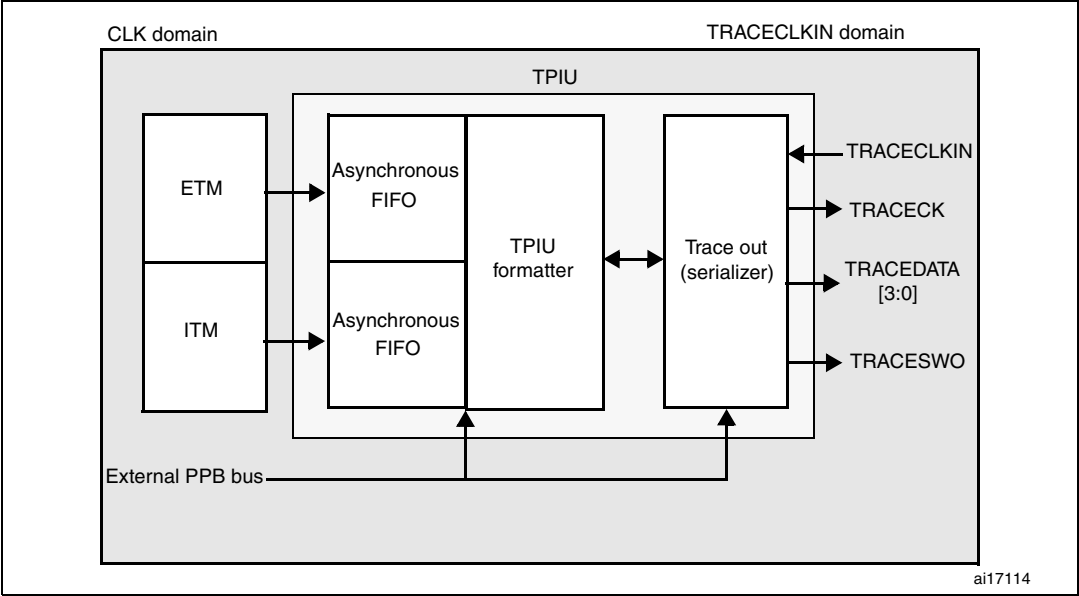 CLK domain
TRACECLKIN domain
TPIU
ETM
ITM
Asynchronous
FIFO
Asynchronous
FIFO
TPIU
formatter
Trace out
(serializer)
TRACECLKIN
TRACECK
TRACEDATA
[3:0]
TRACESWO
External PPB bus
ai17114